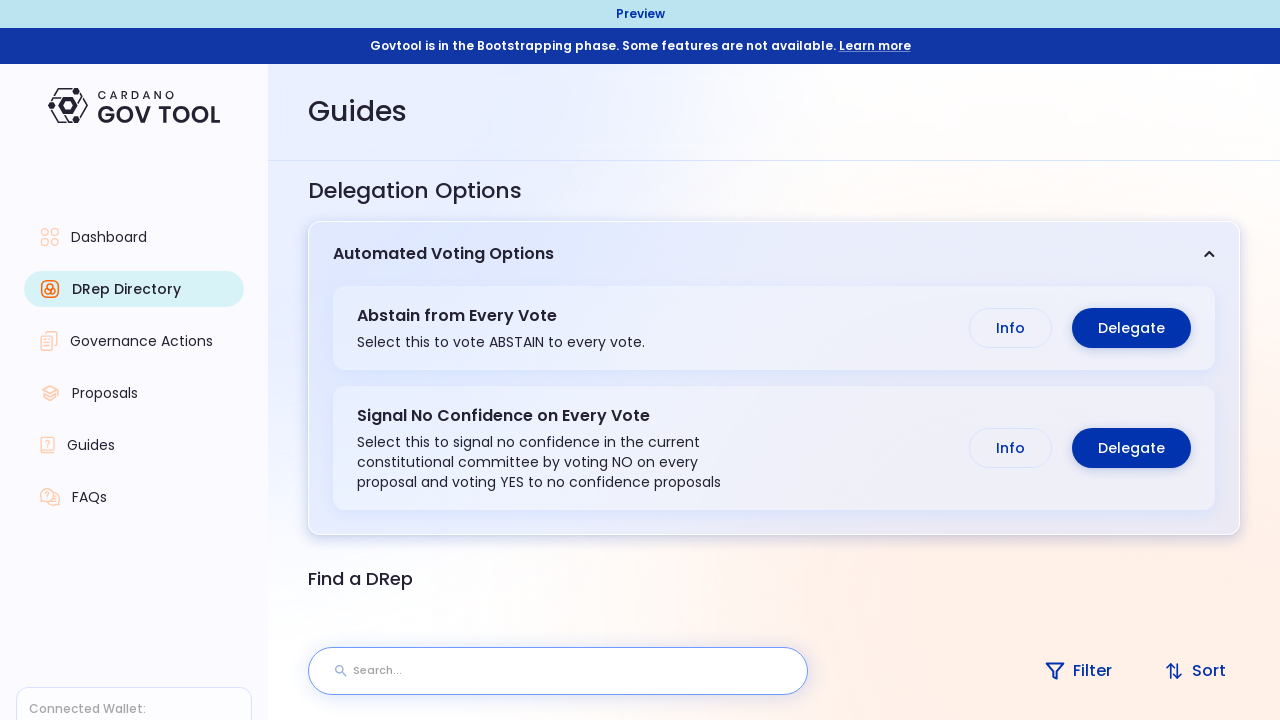 Preview
Govtool is in the Bootstrapping phase. Some features are not available. Learn more
CARDANO
GOV TOOL
Guides
Delegation Options
Dashboard
DRep Directory
Governance Actions
Proposals
Guides
FAQs
Connected Wallet:
Automated Voting Options
Abstain from Every Vote
Select this to vote ABSTAIN to every vote.
Info
Delegate
Signal No Confidence on Every Vote
Select this to signal no confidence in the current
constitutional committee by voting NO on every
proposal and voting YES to no confidence proposals
Info
Delegate
Find a DRep
Search...
Filter
Sort